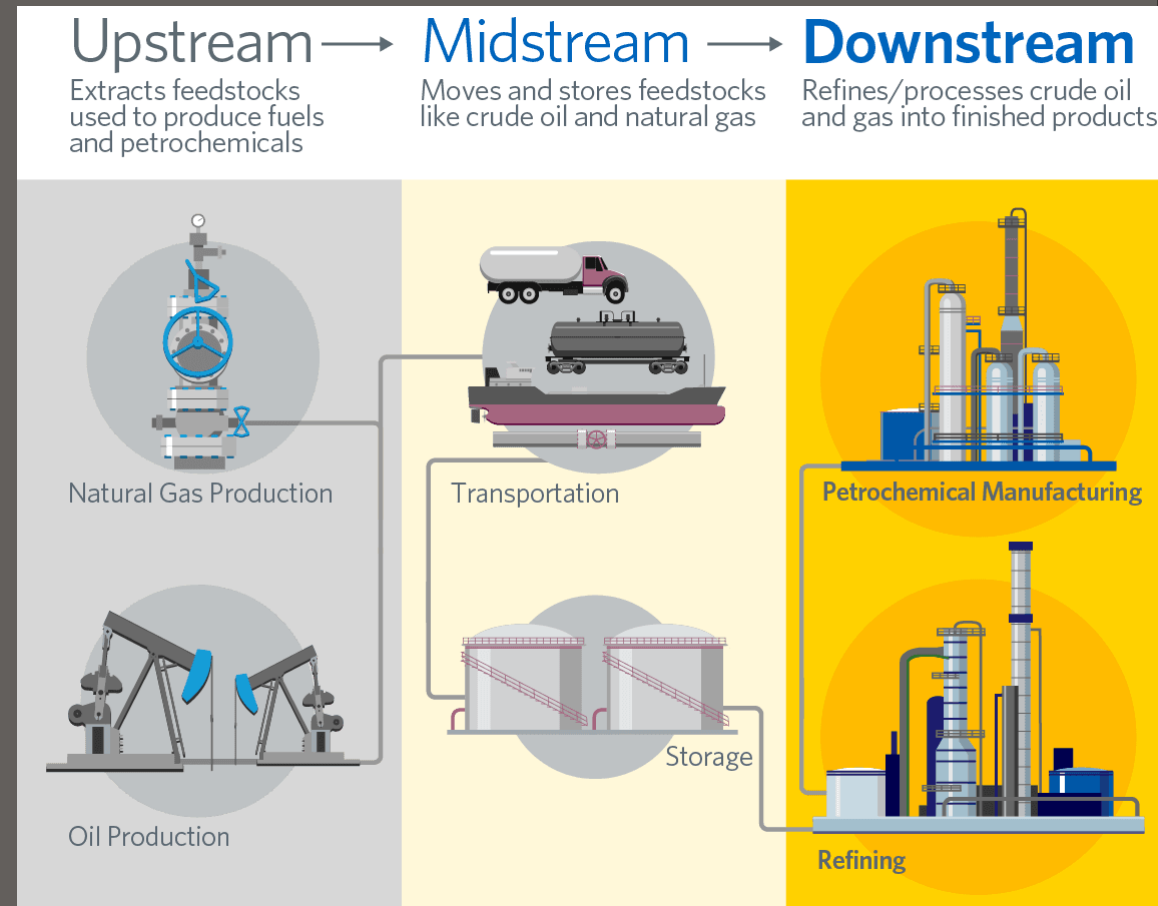 Upstream
Midstream
Downstream
Extracts feedstocks
used to produce fuels
and petrochemicals
Moves and stores feedstocks
like crude oil and natural gas
Refines/processes crude oil
and gas into finished products
Natural Gas Production
Transportation
Petrochemical Manufacturing
Oil Production
Storage
Refining